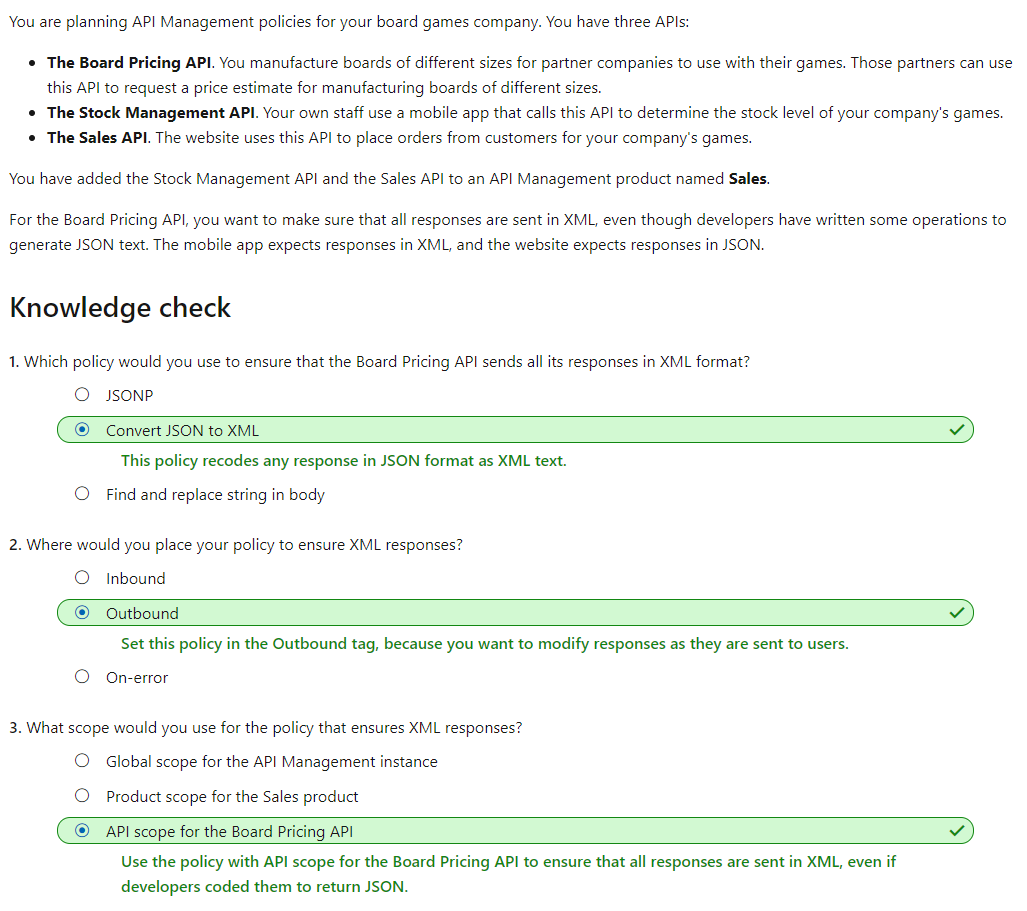 You are planning API Management policies for your board games company. You have three APIs:
• The Board Pricing API. You manufacture boards of different sizes for partner companies to use with their games. Those partners can use
this API to request a price estimate for manufacturing boards of different sizes.
• The Stock Management API. Your own staff use a mobile app that calls this API to determine the stock level of your company's games.
• The Sales API. The website uses this API to place orders from customers for your company's games.
You have added the Stock Management API and the Sales API to an API Management product named Sales.
For the Board Pricing API, you want to make sure that all responses are sent in XML, even though developers have written some operations to
generate JSON text. The mobile app expects responses in XML, and the website expects responses in JSON.
Knowledge check
1. Which policy would you use to ensure that the Board Pricing API sends all its responses in XML format?
JSONP
Convert JSON to XML
This policy recodes any response in JSON format as XML text.
Find and replace string in body
2. Where would you place your policy to ensure XML responses?
Inbound
Outbound
Set this policy in the Outbound tag, because you want to modify responses as they are sent to users.
On-error
3. What scope would you use for the policy that ensures XML responses?
Global scope for the API Management instance
Product scope for the Sales product
API scope for the Board Pricing API
Use the policy with API scope for the Board Pricing API to ensure that all responses are sent in XML, even if
developers coded them to return JSON.